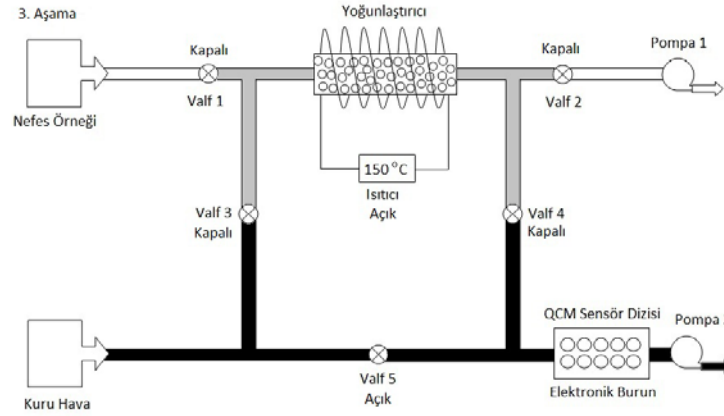 3. Aşama
Yoğunlaştırıcı
Kapalı
Kapalı
Pompa 1
Valf 1
Valf 2
Nefes Örneği
150 °C
Isıtıcı
Açık
Valf 3
Kapalı
Valf 4
Kapalı
QCM Sensör Dizisi
Pompa
Valf 5
Açık
Elektronik Burun
Kuru Hava